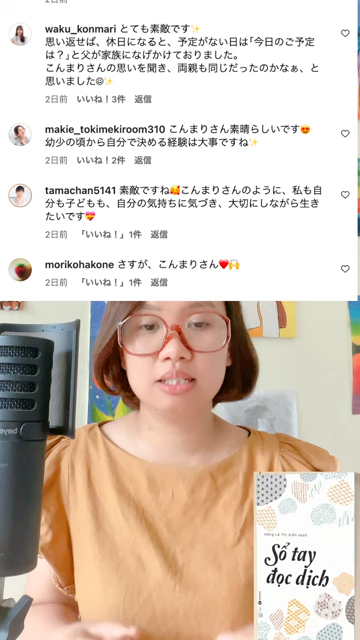 2日前
waku_konmari とても素敵です✨
思い返せば、休日になると、予定がない日は｢今日のご予定
は？｣と父が家族になげかけておりました。
こんまりさんの思いを聞き、両親も同じだったのかなぁ、と
思いました☺️✨
2日前 いいね！3件 返信
makie_tokimekiroom310 こんまりさん素晴らしいです😍
幼少の頃から自分で決める経験は大事ですね✨
2日前 いいね！2件 返信
tamachan5141 素敵ですね🥰こんまりさんのように、私も自
分も子どもも、自分の気持ちに気づき、大切にしながら生き
たいです💝
2日前 「いいね！」1件 返信
morikohakone さすが、こんまりさん❤️🙌
2日前 「いいね！」1件 返信
Sổ tay
đọc dịch